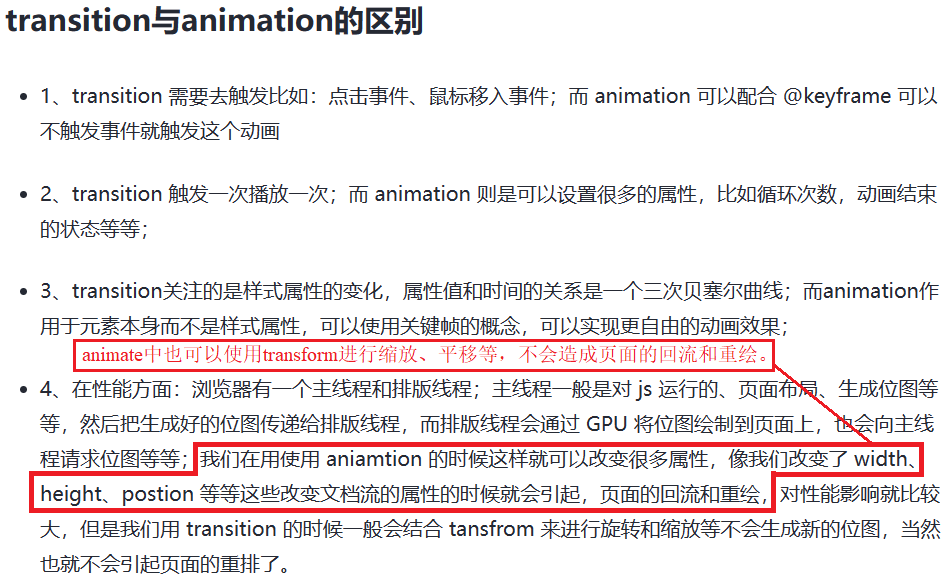 transition与animation的区别
1、transition 需要去触发比如：点击事件、鼠标移入事件；而 animation 可以配合 @keyframe 可以
不触发事件就触发这个动画
2、transition 触发一次播放一次；而 animation 则是可以设置很多的属性，比如循环次数，动画结束
的状态等等；
3、transition关注的是样式属性的变化，属性值和时间的关系是一个三次贝塞尔曲线；而animation作
用于元素本身而不是样式属性，可以使用关键帧的概念，可以实现更自由的动画效果；
animate中也可以使用transform进行缩放、平移等，不会造成页面的回流和重绘。
4、在性能方面：浏览器有一个主线程和排版线程；主线程一般是对 js 运行的、页面布局、生成位图等
等，然后把生成好的位图传递给排版线程，而排版线程会通过 GPU 将位图绘制到页面上，也会向主线
程请求位图等等；我们在用使用 aniamtion 的时候这样就可以改变很多属性，像我们改变了 width、
height、postion 等等这些改变文档流的属性的时候就会引起，页面的回流和重绘，对性能影响就比较
大，但是我们用 transition 的时候一般会结合 tansfrom 来进行旋转和缩放等不会生成新的位图，当然
也就不会引起页面的重排了。